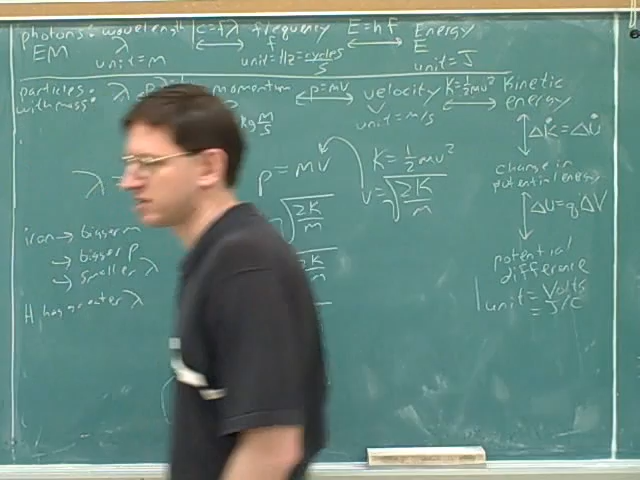 photons: wavelength c=fλ frequency E=hf Energy
EM λ f E
unit=m unit=Hz=cycles/s unit=J
particles with mass: λ momentum p=mv velocity K=½mv² Kinetic energy
kg m/s v unit=m/s
ΔK=ΔU
λ = p=mv K=½mv²
v=√(2K/m)
change in potential energy
√(2K/m)
ΔU=qΔV
iron → bigger m
→ bigger p
→ smaller λ
H has greater λ
potential difference
unit=Volts
=J/C